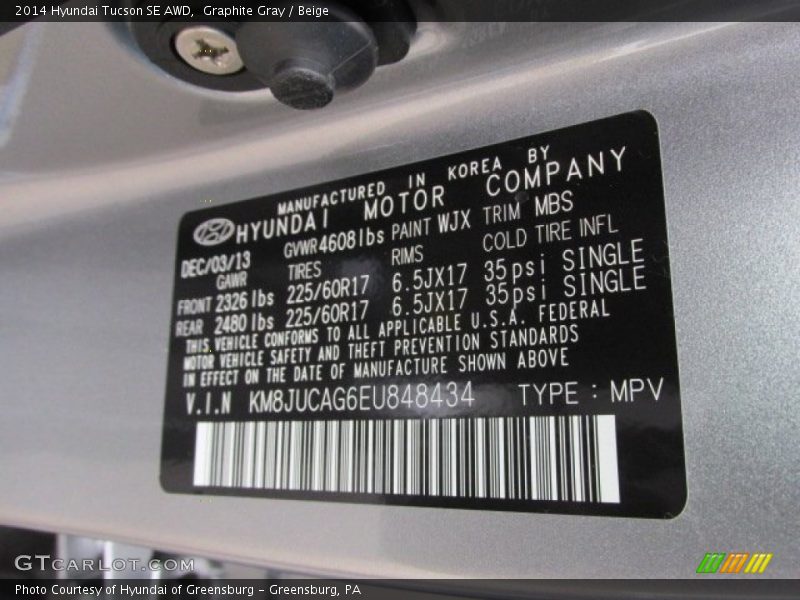 2014 Hyundai Tucson SE AWD,  Graphite Gray / Beige
MANUFACTURED IN KOREA BY
HYUNDAI MOTOR COMPANY
DEC/03/13 GVWR 4608 lbs PAINT WJX TRIM MBS
GAWR TIRES RIMS COLD TIRE INFL
FRONT 2326 lbs 225/60R17 6.5JX17 35psi SINGLE
REAR 2480 lbs 225/60R17 6.5JX17 35psi SINGLE
THIS VEHICLE CONFORMS TO ALL APPLICABLE U.S.A. FEDERAL
MOTOR VEHICLE SAFETY AND THEFT PREVENTION STANDARDS
IN EFFECT ON THE DATE OF MANUFACTURE SHOWN ABOVE
V.I.N KM8JUCAG6EU848434 TYPE : MPV
GTCARLOT.COM
Photo Courtesy of Hyundai of Greensburg – Greensburg, PA